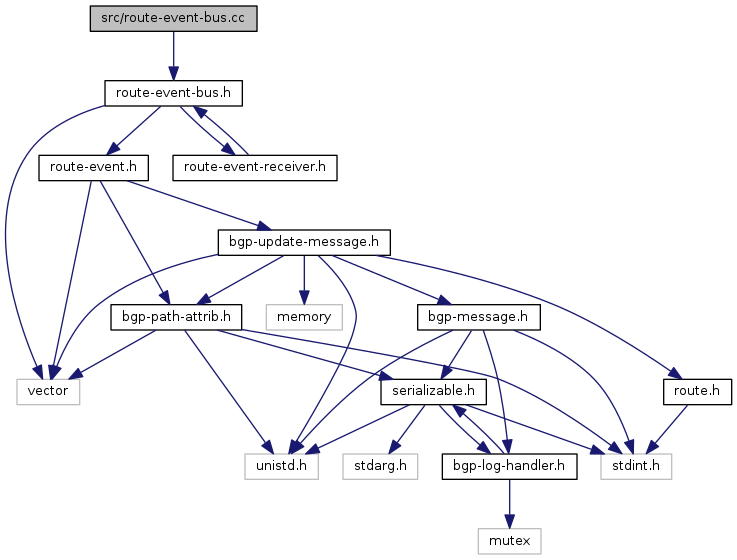 src/route-event-bus.cc
route-event-bus.h
route-event.h
route-event-receiver.h
bgp-update-message.h
bgp-path-attrib.h
memory
bgp-message.h
vector
serializable.h
route.h
unistd.h
stdarg.h
bgp-log-handler.h
stdint.h
mutex